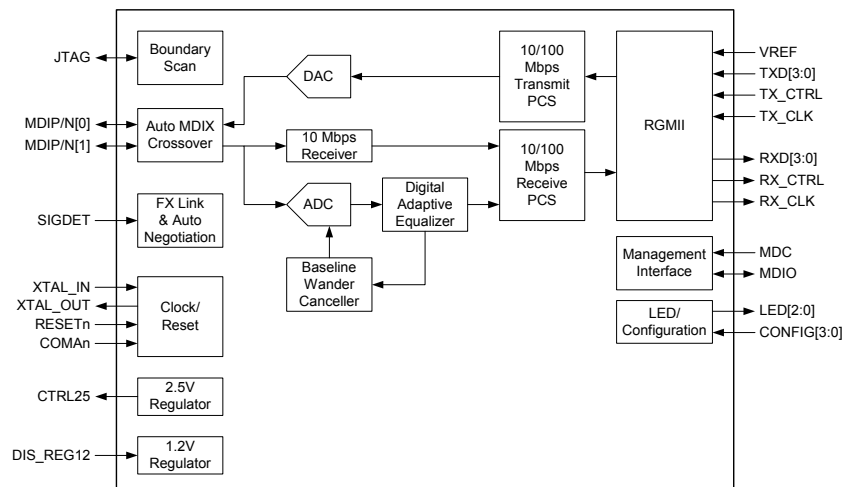 JTAG
Boundary
Scan
DAC
10/100
Mbps
Transmit
PCS
RGMII
VREF
TXD[3:0]
TX_CTRL
TX_CLK
MDIP/N[0]
MDIP/N[1]
Auto MDIX
Crossover
10 Mbps
Receiver
10/100
Mbps
Receive
PCS
RXD[3:0]
RX_CTRL
RX_CLK
SIGDET
FX Link
& Auto
Negotiation
ADC
Digital
Adaptive
Equalizer
Baseline
Wander
Canceller
Management
Interface
MDC
MDIO
XTAL_IN
XTAL_OUT
RESETn
COMAn
Clock/
Reset
LED/
Configuration
LED[2:0]
CONFIG[3:0]
CTRL25
2.5V
Regulator
DIS_REG12
1.2V
Regulator